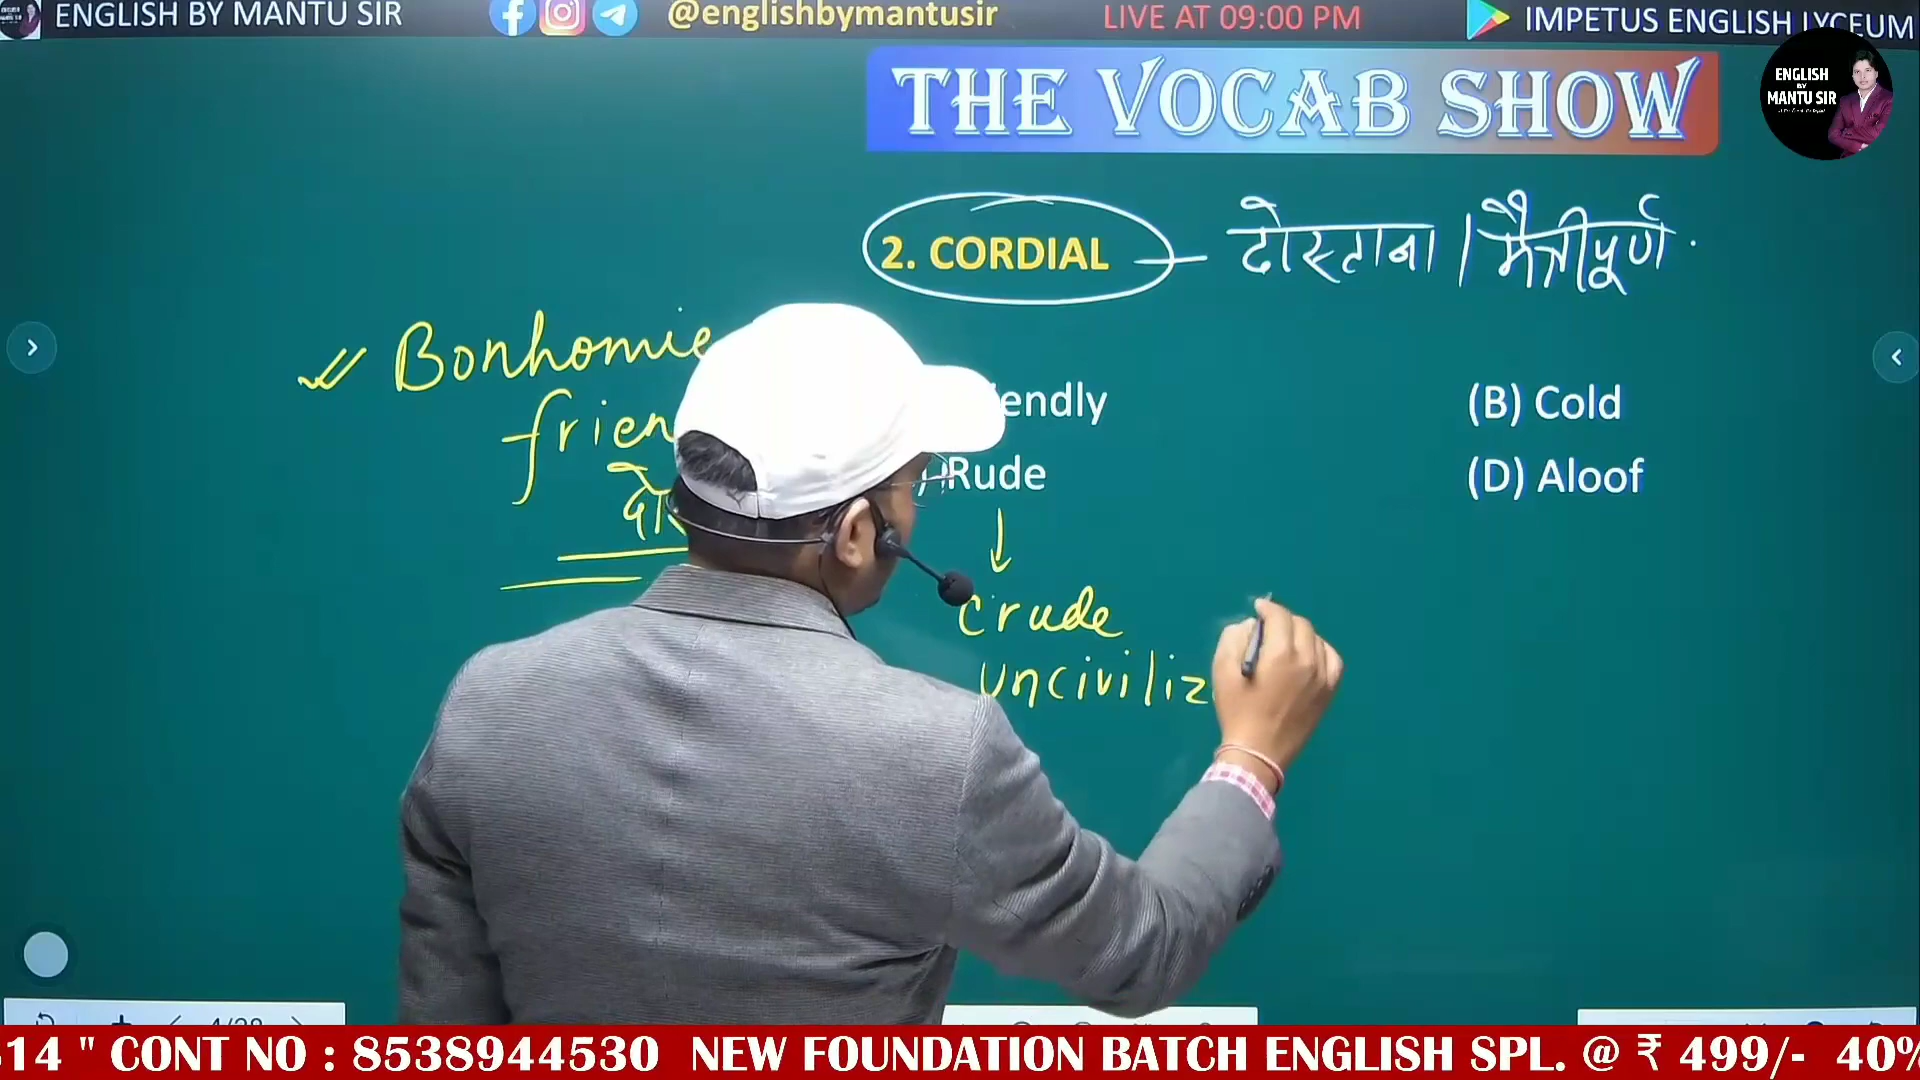 ENGLISH BY MANTU SIR
@englishbymantusir
LIVE AT 09:00 PM
IMPETUS ENGLISH LYCEUM
THE VOCAB SHOW
ENGLISH
BY
MANTU SIR
2. CORDIAL – दोस्ताना / मैत्रीपूर्ण
Bonhomie
endly
(B) Cold
Rude
(D) Aloof
crude
unciviliz
14 " CONT NO : 8538944530 NEW FOUNDATION BATCH ENGLISH SPL. @ ₹ 499/- 40%